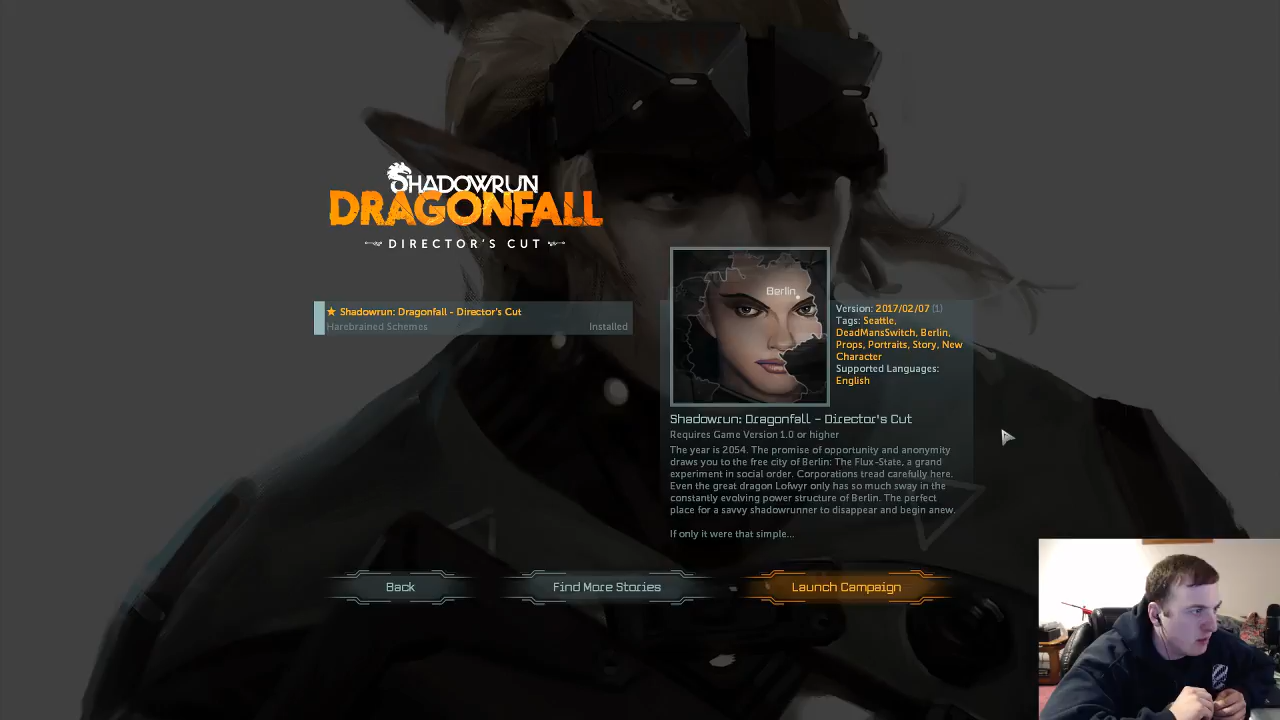 SHADOWRUN
DRAGONFALL
DIRECTOR'S CUT
★ Shadowrun: Dragonfall - Director's Cut
Harebrained Schemes Installed
Berlin
Version: 2017/02/07 (1)
Tags: Seattle,
DeadMansSwitch, Berlin,
Props, Portraits, Story, New
Character
Supported Languages:
English
Shadowrun: Dragonfall - Director's Cut
Requires Game Version 1.0 or higher
The year is 2054. The promise of opportunity and anonymity
draws you to the free city of Berlin: The Flux-State, a grand
experiment in social order. Corporations tread carefully here.
Even the great dragon Lofwyr only has so much sway in the
constantly evolving power structure of Berlin. The perfect
place for a savvy shadowrunner to disappear and begin anew.
If only it were that simple...
Back Find More Stories Launch Campaign